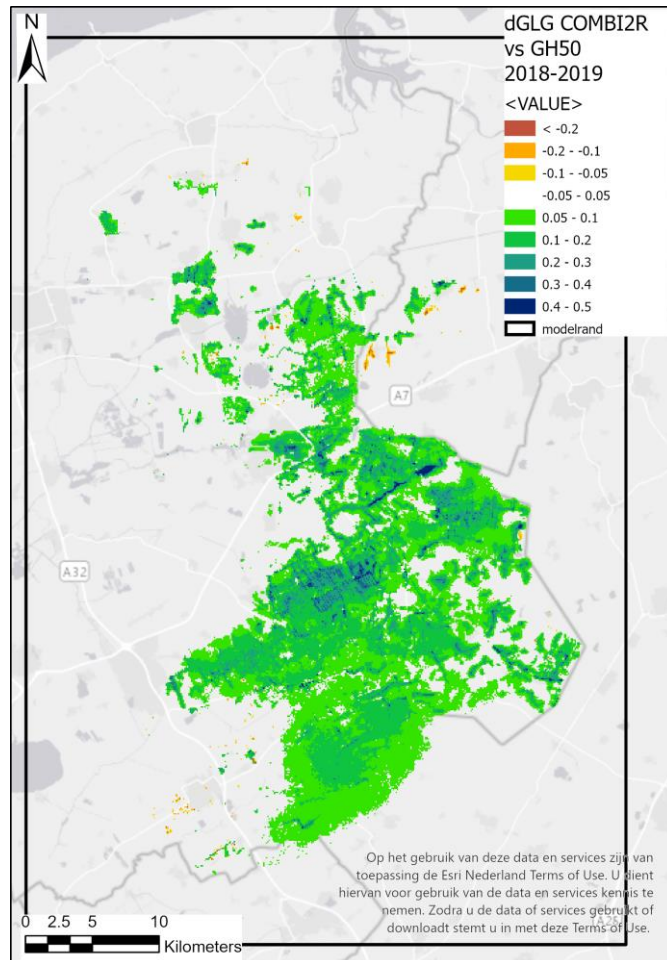 N
dGLG COMBI2R
vs GH50
2018-2019
<VALUE>
< -0.2
-0.2 - -0.1
-0.1 - -0.05
-0.05 - 0.05
0.05 - 0.1
0.1 - 0.2
0.2 - 0.3
0.3 - 0.4
0.4 - 0.5
modelrand
A7
A32
Op het gebruik van deze data en services zijn van
toepassing de Esri Nederland Terms of Use. U dient
hiervan voor gebruik van de data en services kennis te
nemen. Zodra u de data of services gebruikt of
downloadt stemt u in met deze Terms of Use.
0 2.5 5 10
Kilometers